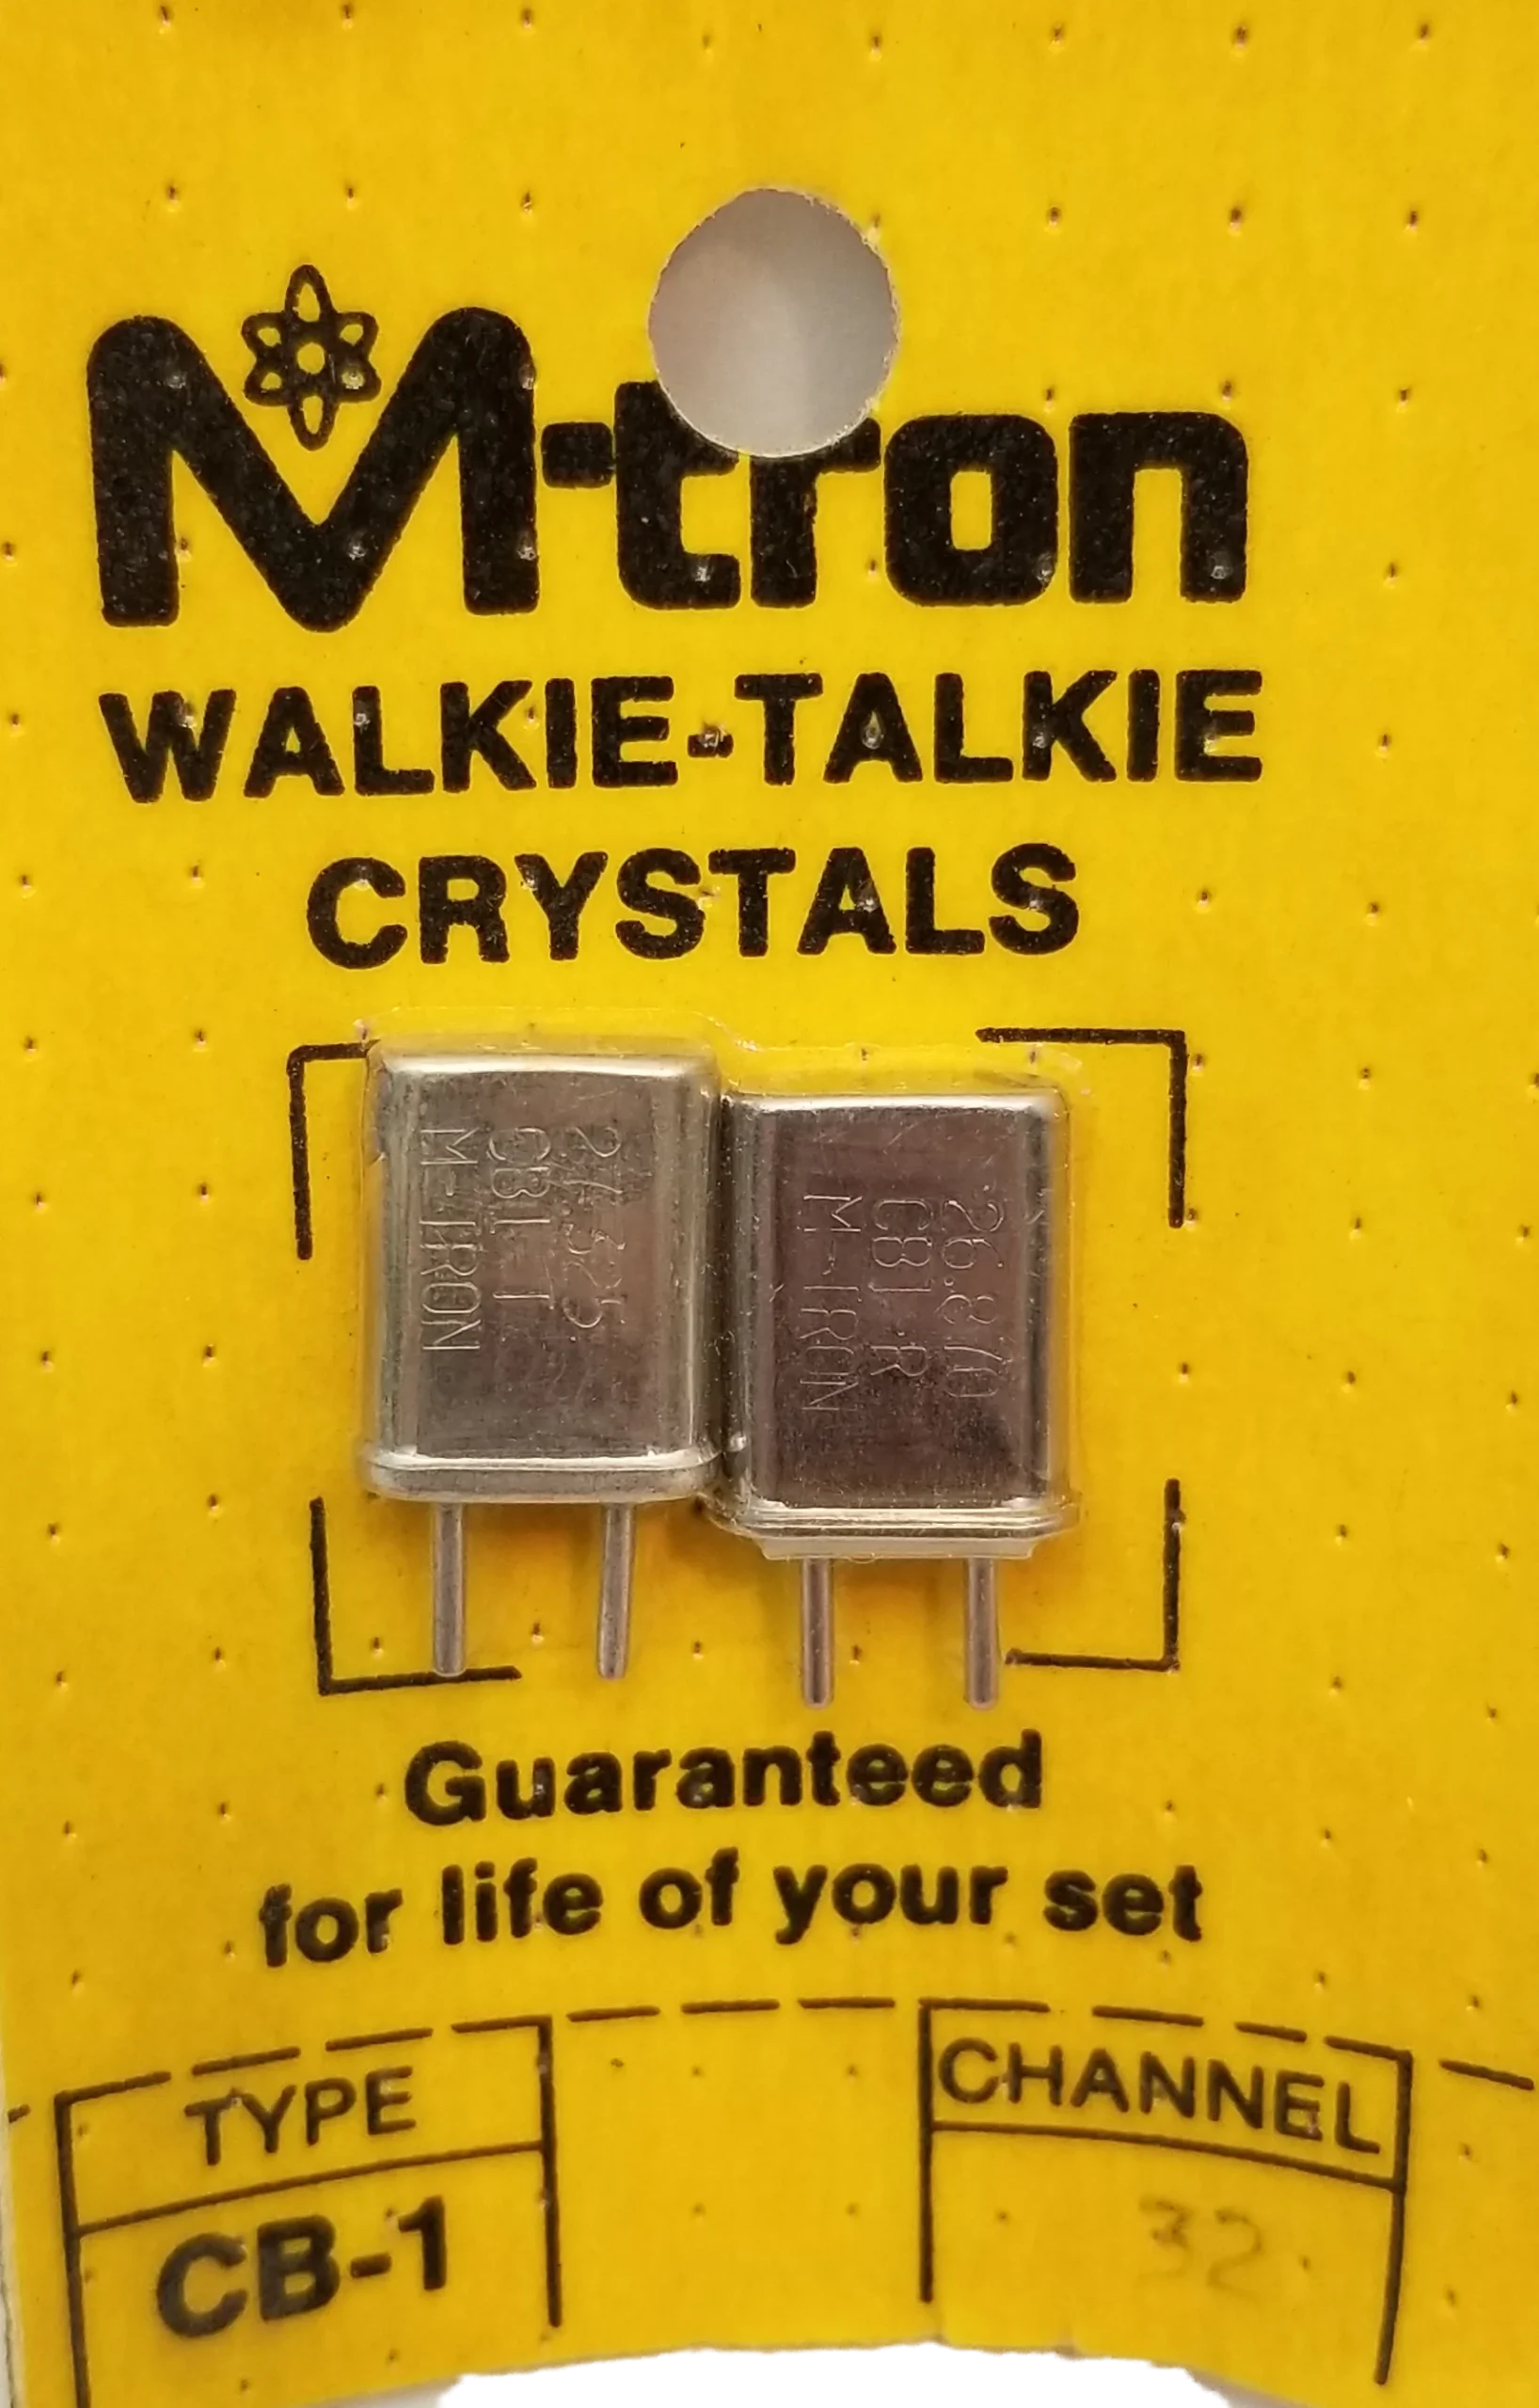 M-tron
WALKIE-TALKIE
CRYSTALS
27.325
CB1-T
M-TRON
26.870
CB1-R
M-TRON
Guaranteed
for life of your set
TYPE
CHANNEL
CB-1
32